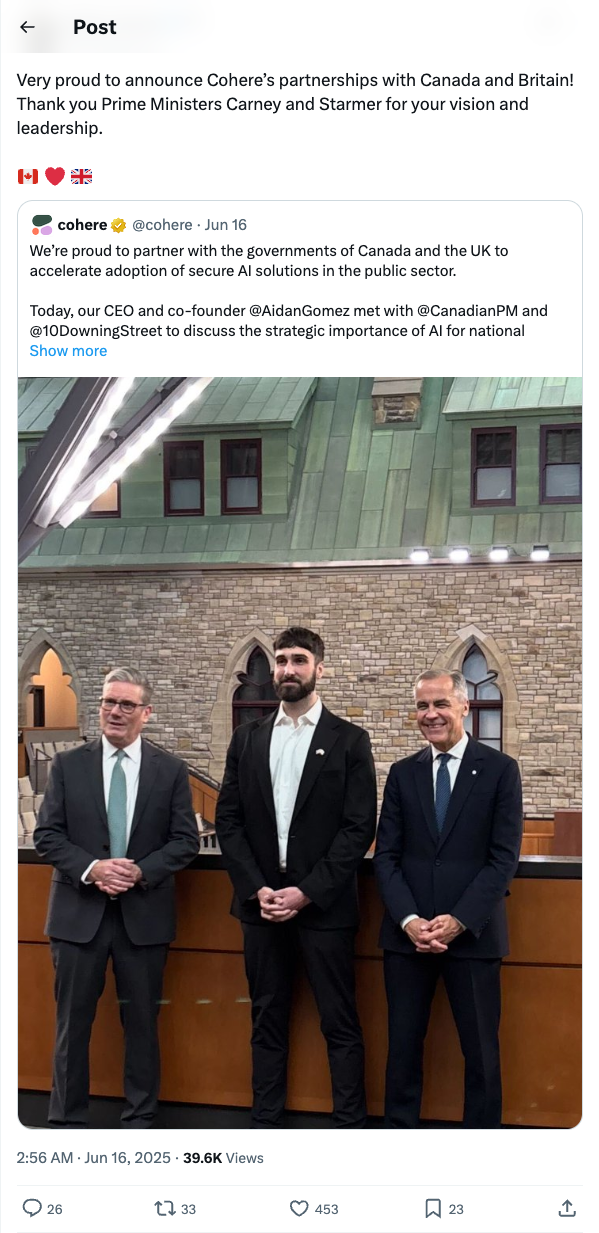 Post
Very proud to announce Cohere’s partnerships with Canada and Britain!
Thank you Prime Ministers Carney and Starmer for your vision and
leadership.
🇨🇦❤️🇬🇧
cohere @cohere · Jun 16
We’re proud to partner with the governments of Canada and the UK to
accelerate adoption of secure AI solutions in the public sector.
Today, our CEO and co-founder @AidanGomez met with @CanadianPM and
@10DowningStreet to discuss the strategic importance of AI for national
Show more
2:56 AM · Jun 16, 2025 · 39.6K Views
26 33 453 23